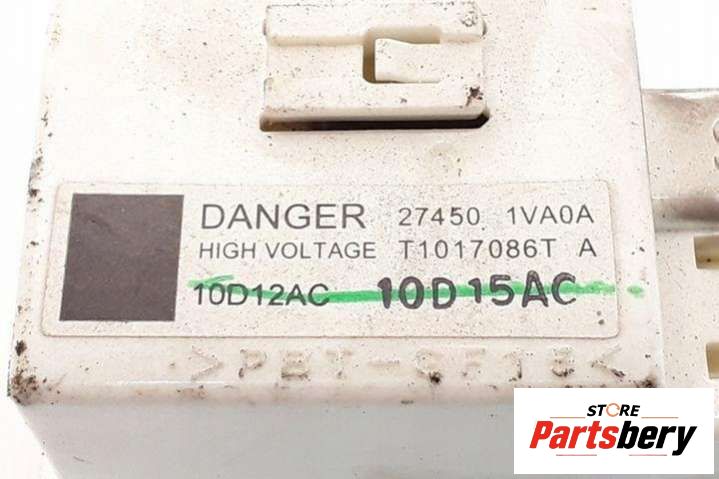 DANGER 27450 1VA0A
HIGH VOLTAGE T1017086T A
10D12AC 10D15AC
STORE
Partsbery